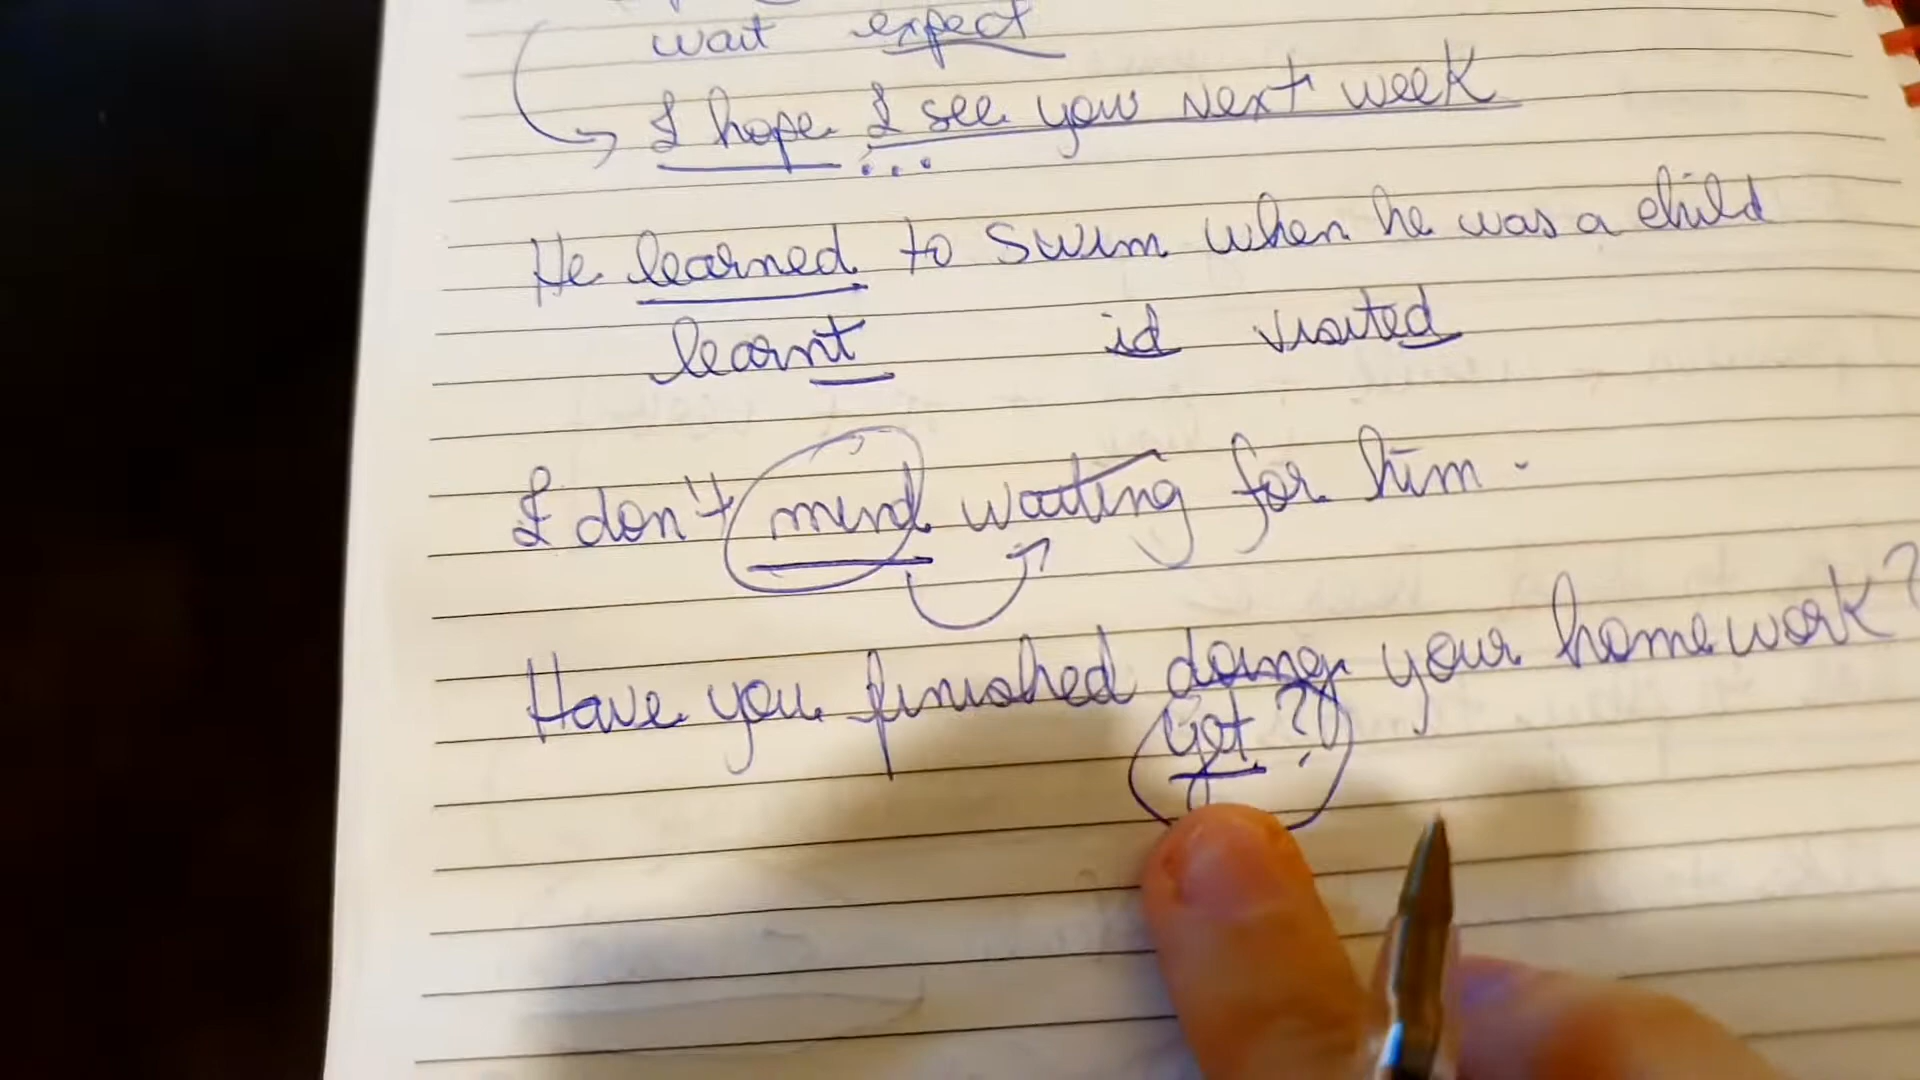 wait expect
I hope I see you next week
...
He learned to swim when he was a child
learnt id visited
I don't mind waiting for him.
Have you finished doing your homework?
yet?